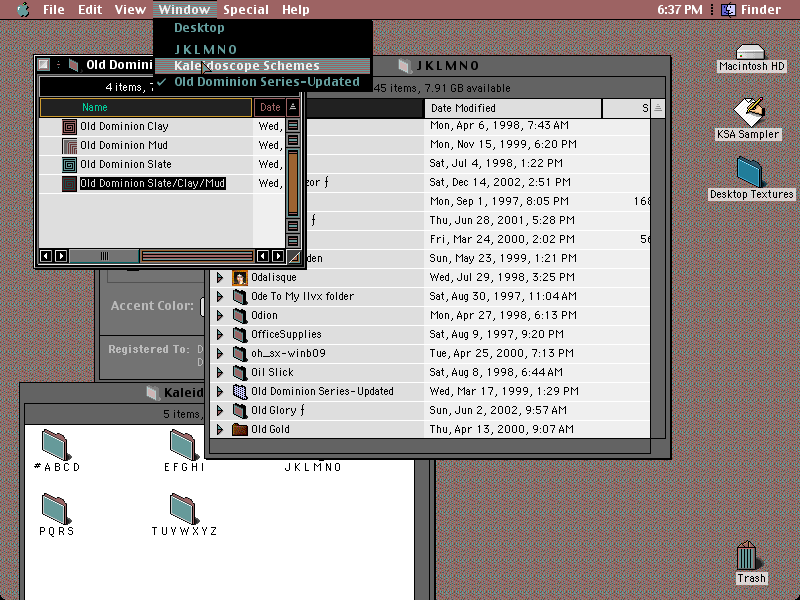 File Edit View Window Special Help 6:37 PM Finder
Desktop
JKLMNO
Kaleidoscope Schemes
✓ Old Dominion Series-Updated
Old Domini
4 items, 7
Name Date
Old Dominion Clay Wed,
Old Dominion Mud Wed,
Old Dominion Slate Wed,
Old Dominion Slate/Clay/Mud Wed,
JKLMNO
45 items, 7.91 GB available
Date Modified S
Mon, Apr 6, 1998, 7:43 AM
Mon, Nov 15, 1999, 6:20 PM
Sat, Jul 4, 1998, 1:22 PM
zor ƒ Sat, Dec 14, 2002, 2:51 PM
Mon, Sep 1, 1997, 8:05 PM 168
ƒ Thu, Jun 28, 2001, 5:28 PM
Fri, Mar 24, 2000, 2:02 PM 56
den Sun, May 23, 1999, 1:21 PM
Odalisque Wed, Jul 29, 1998, 3:25 PM
Ode To My IIvx folder Sat, Aug 30, 1997, 11:04 AM
Odion Mon, Apr 27, 1998, 6:13 PM
OfficeSupplies Sat, Aug 9, 1997, 9:20 PM
oh_sx-winb09 Tue, Apr 25, 2000, 7:13 PM
Oil Slick Sat, Aug 8, 1998, 6:44 AM
Old Dominion Series-Updated Wed, Mar 17, 1999, 1:29 PM
Old Glory ƒ Sun, Jun 2, 2002, 9:57 AM
Old Gold Thu, Apr 13, 2000, 9:07 AM
Accent Color:
Registered To: D
D
Kaleid
5 items,
#ABCD
EFGHI
JKLMNO
PQRS
TUVWXYZ
Macintosh HD
KSA Sampler
Desktop Textures
Trash